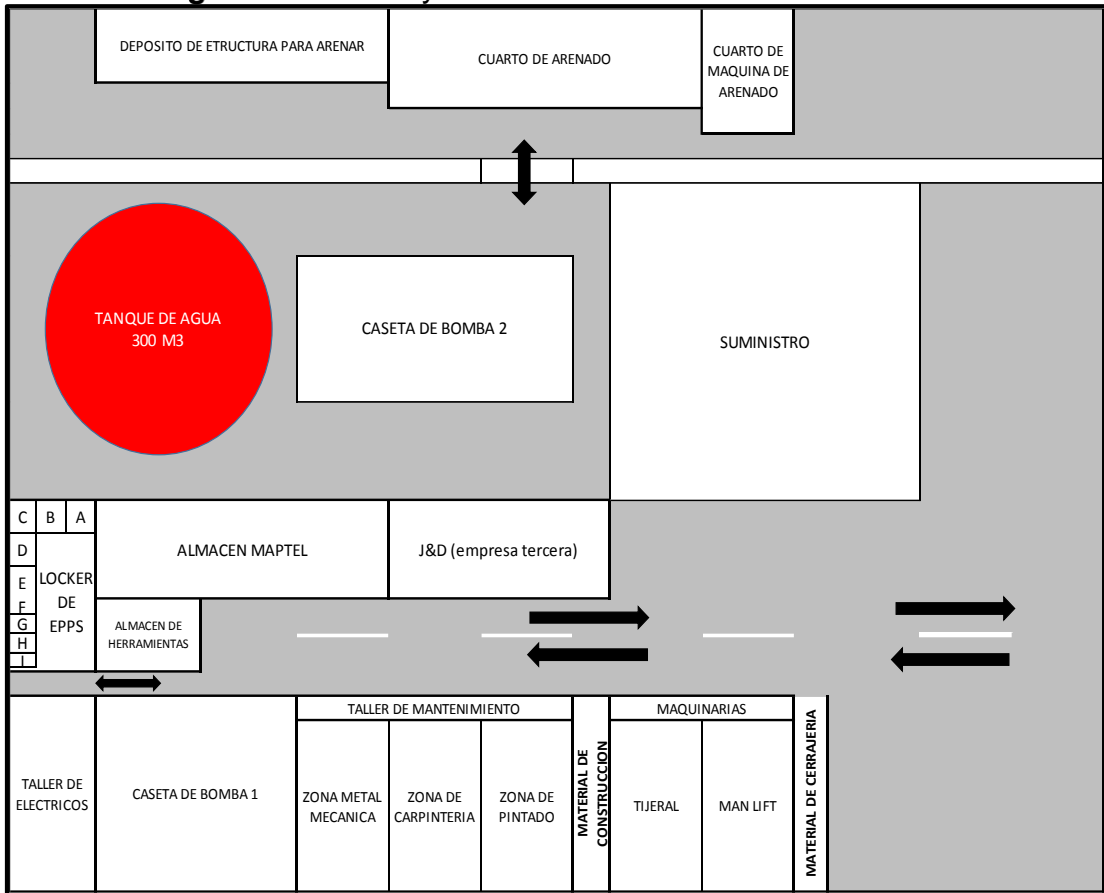 DEPOSITO DE ETRUCTURA PARA ARENAR
CUARTO DE ARENADO
CUARTO DE
MAQUINA DE
ARENADO
TANQUE DE AGUA
300 M3
CASETA DE BOMBA 2
SUMINISTRO
C B A
D
E
F
G
H
I
LOCKER
DE
EPPS
ALMACEN MAPTEL
J&D (empresa tercera)
ALMACEN DE
HERRAMIENTAS
TALLER DE
ELECTRICOS
CASETA DE BOMBA 1
TALLER DE MANTENIMIENTO
ZONA METAL
MECANICA
ZONA DE
CARPINTERIA
ZONA DE
PINTADO
MATERIAL DE
CONSTRUCCION
MAQUINARIAS
TIJERAL
MAN LIFT
MATERIAL DE CERRAJERIA